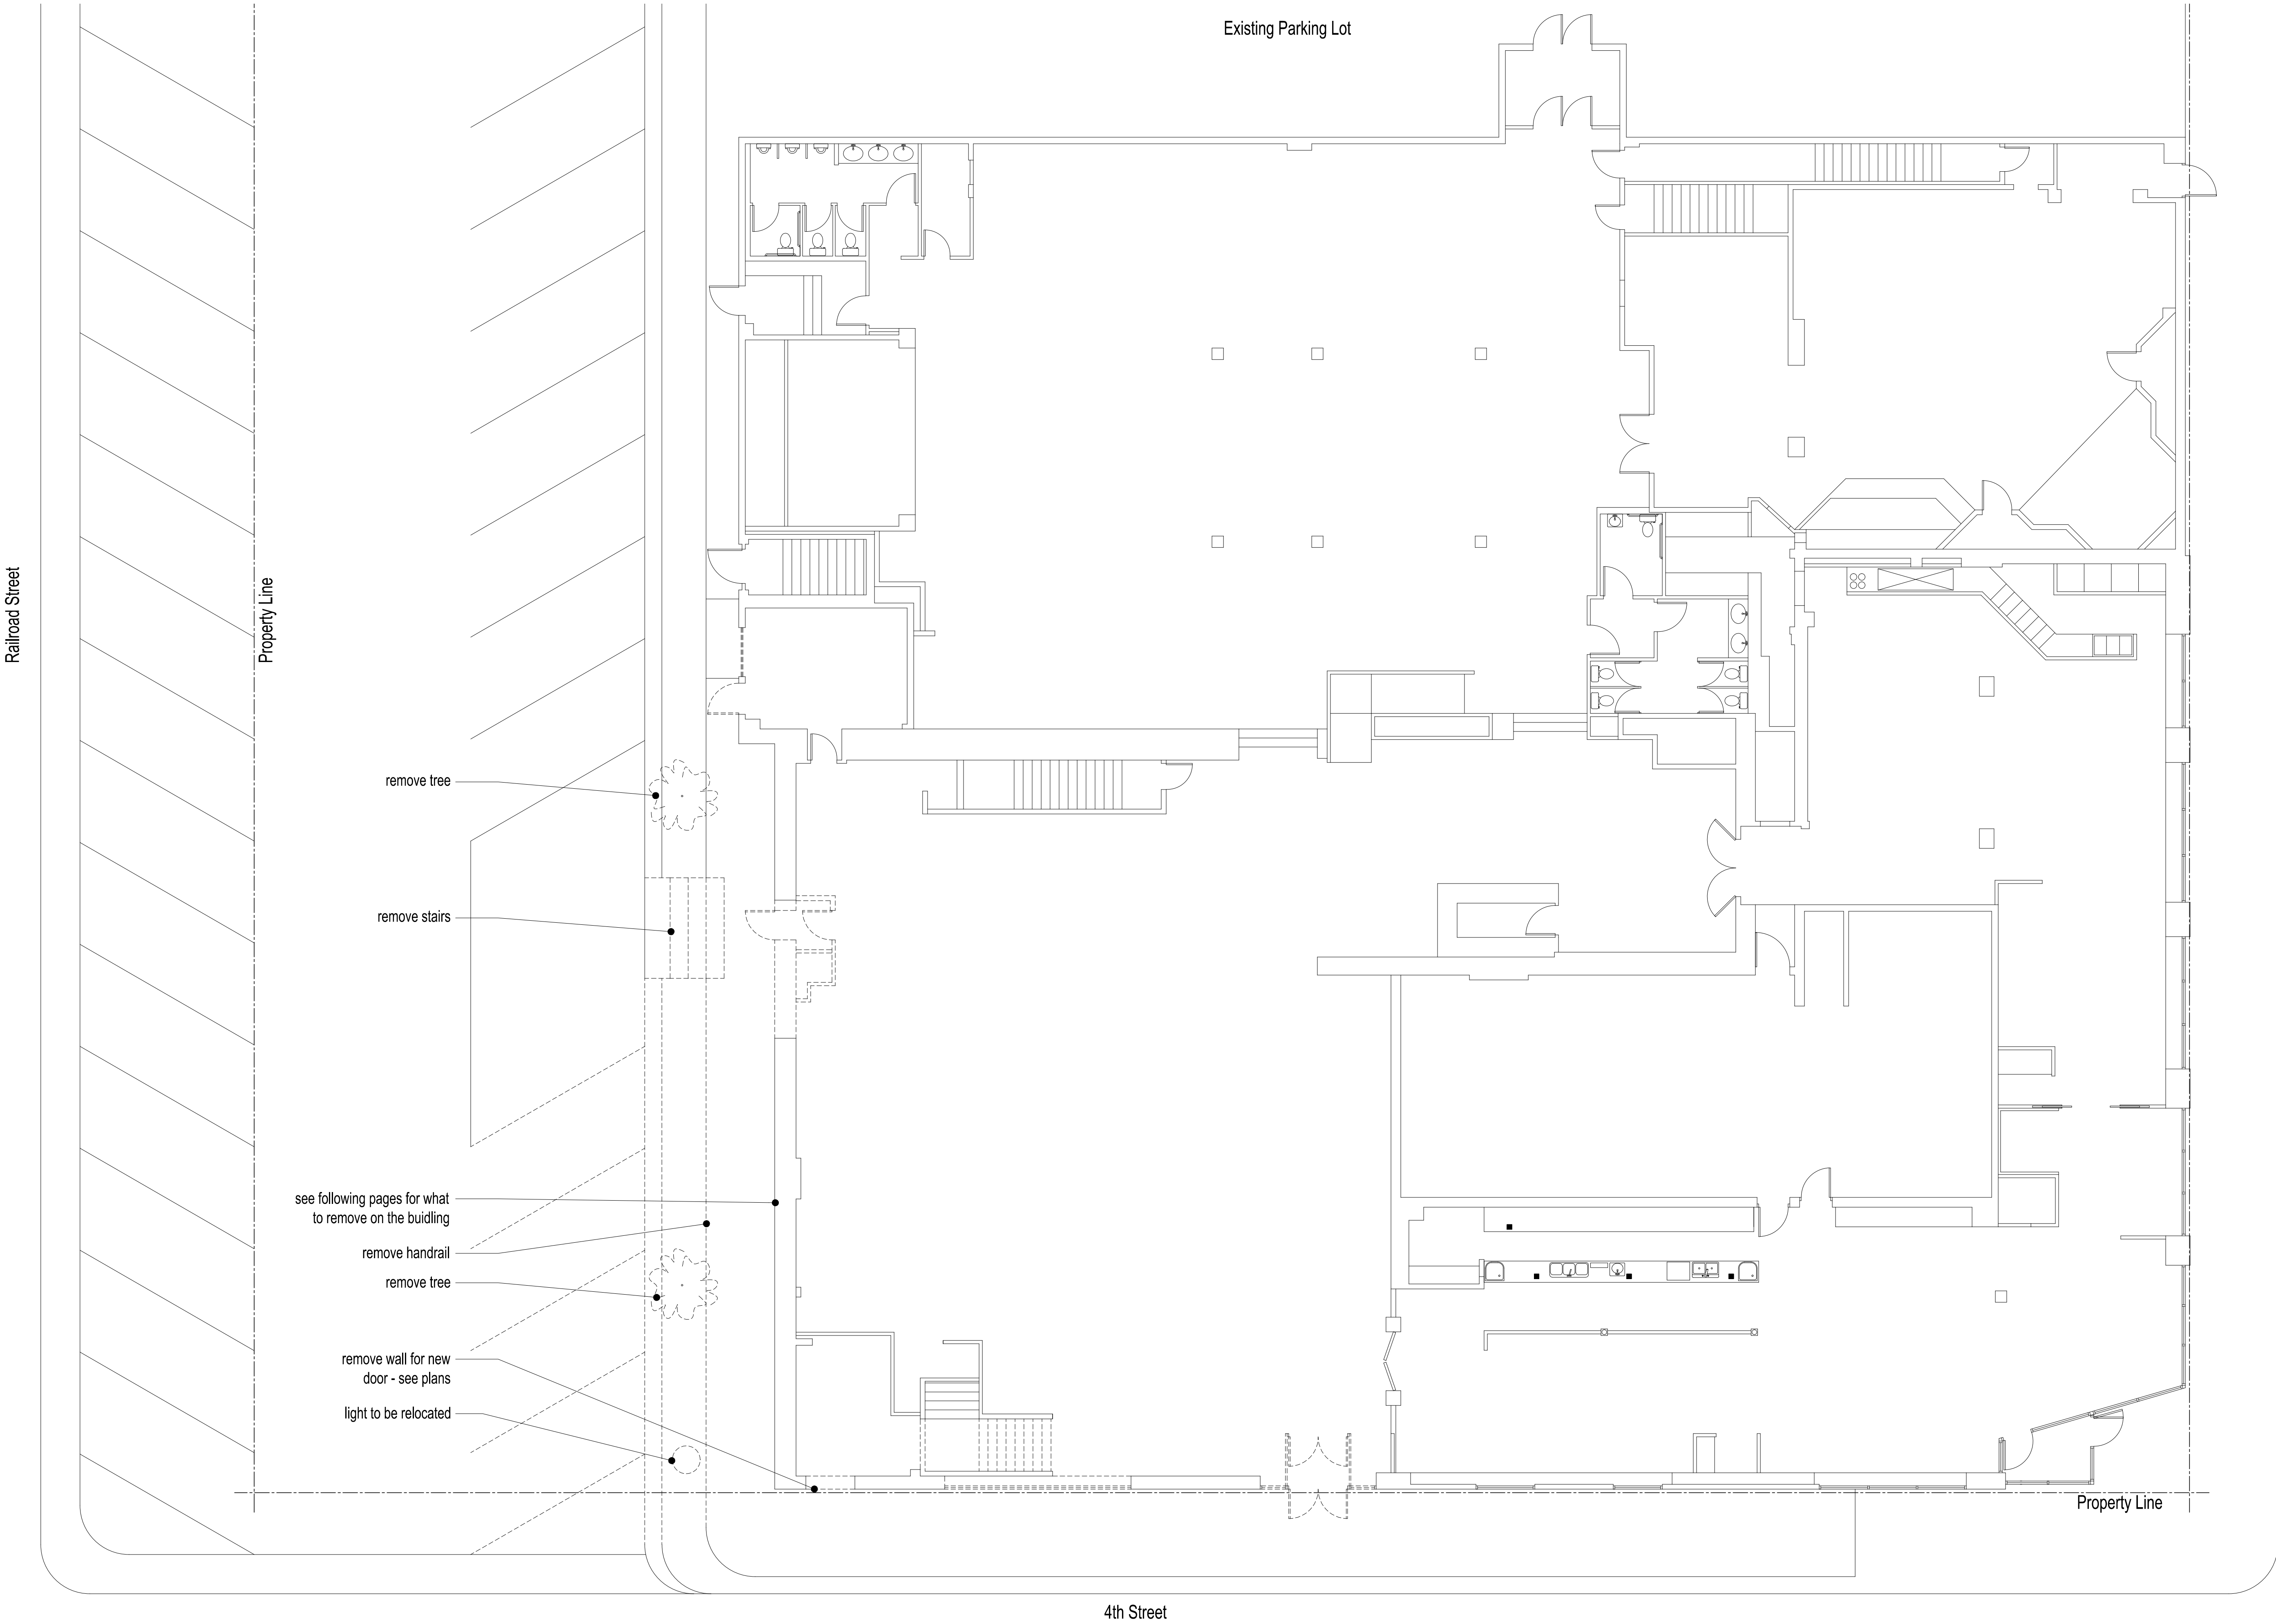 Existing Parking Lot
Railroad Street
Property Line
remove tree
remove stairs
see following pages for what
to remove on the buidling
remove handrail
remove tree
remove wall for new
door - see plans
light to be relocated
Property Line
4th Street